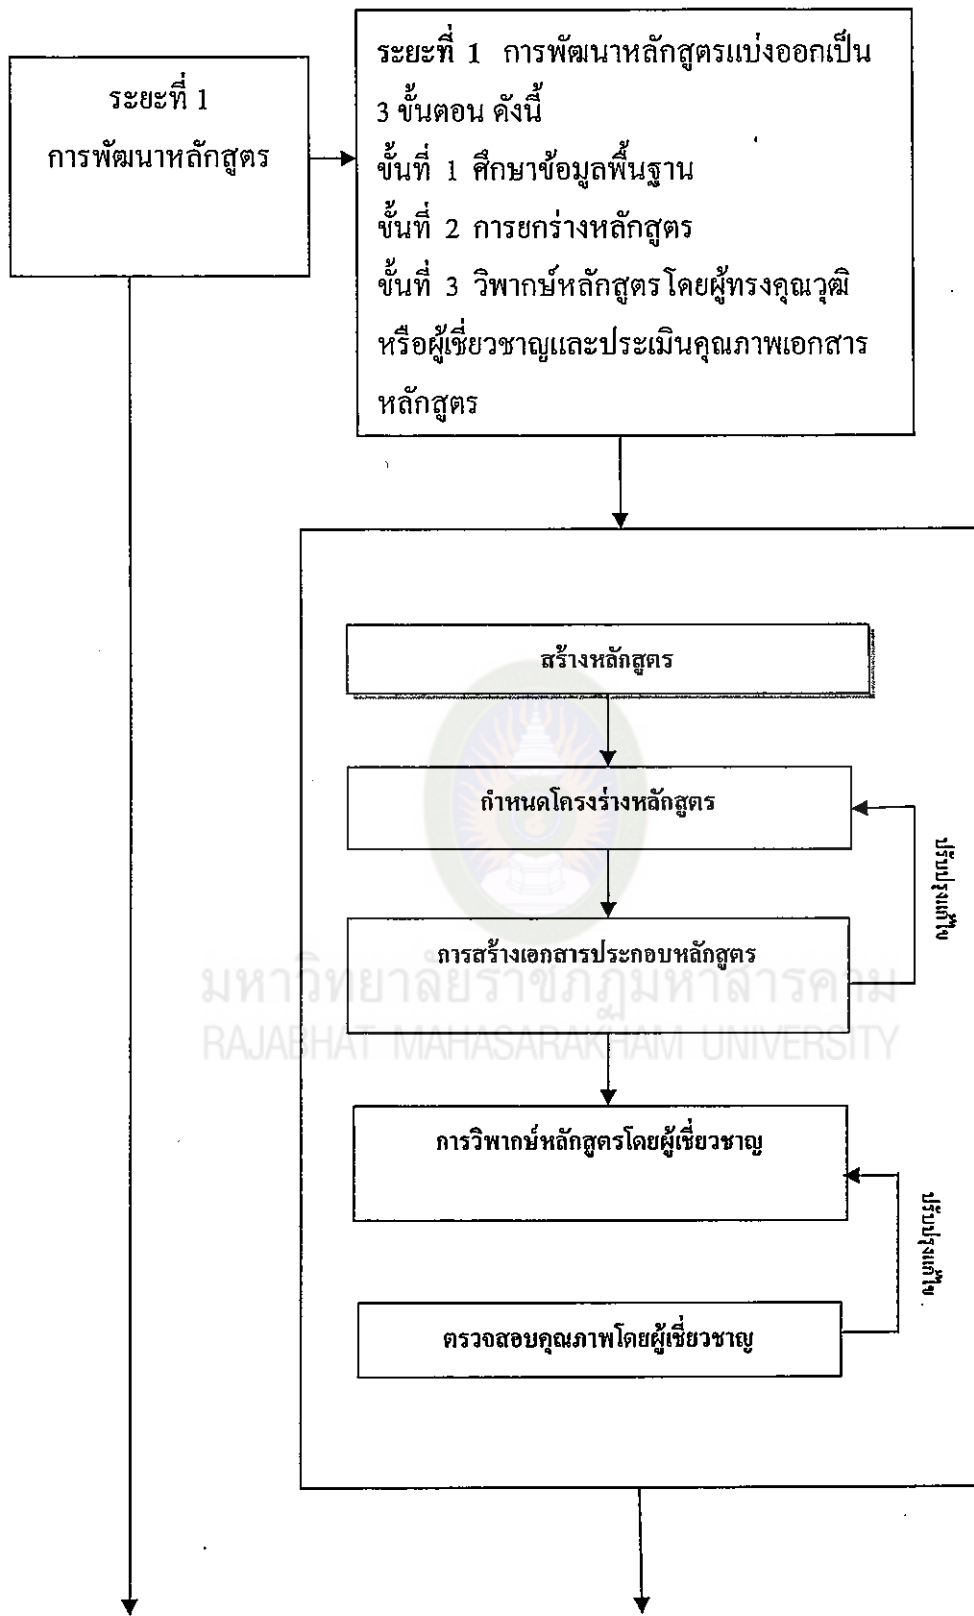 ระยะที่ 1
การพัฒนาหลักสูตร
ระยะที่ 1 การพัฒนาหลักสูตรแบ่งออกเป็น
3 ขั้นตอน ดังนี้
ขั้นที่ 1 ศึกษาข้อมูลพื้นฐาน
ขั้นที่ 2 การยกร่างหลักสูตร
ขั้นที่ 3 วิพากษ์หลักสูตรโดยผู้ทรงคุณวุฒิ
หรือผู้เชี่ยวชาญและประเมินคุณภาพเอกสาร
หลักสูตร
สร้างหลักสูตร
กำหนดโครงร่างหลักสูตร
ปรับปรุงแก้ไข
การสร้างเอกสารประกอบหลักสูตร
มหาวิทยาลัยราชภัฏมหาสารคาม
RAJABHAT MAHASARAKHAM UNIVERSITY
การวิพากษ์หลักสูตรโดยผู้เชี่ยวชาญ
ปรับปรุงแก้ไข
ตรวจสอบคุณภาพโดยผู้เชี่ยวชาญ